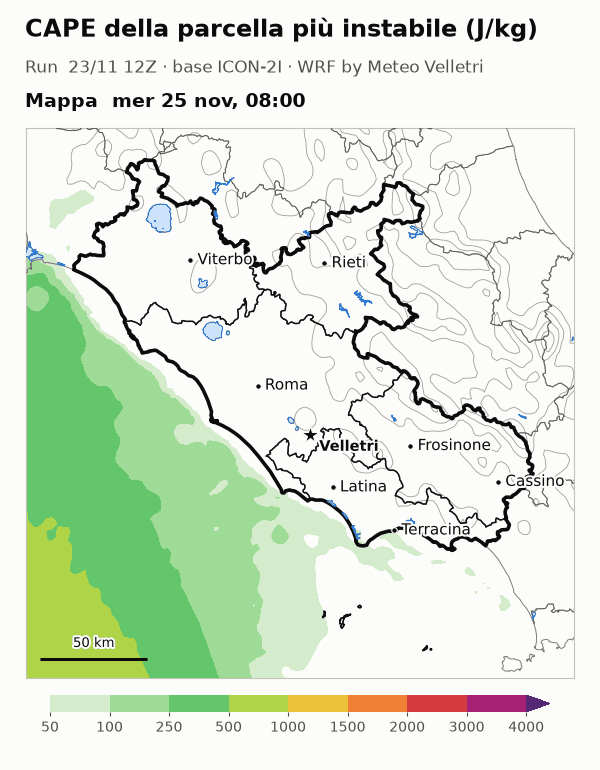 CAPE della parcella più instabile (J/kg)
Run  23/11 12Z · base ICON-2I · WRF by Meteo Velletri
Mappa  mer 25 nov, 08:00
Viterbo
Rieti
Roma
Velletri
Frosinone
Cassino
Latina
Terracina
50 km
50 100 250 500 1000 1500 2000 3000 4000